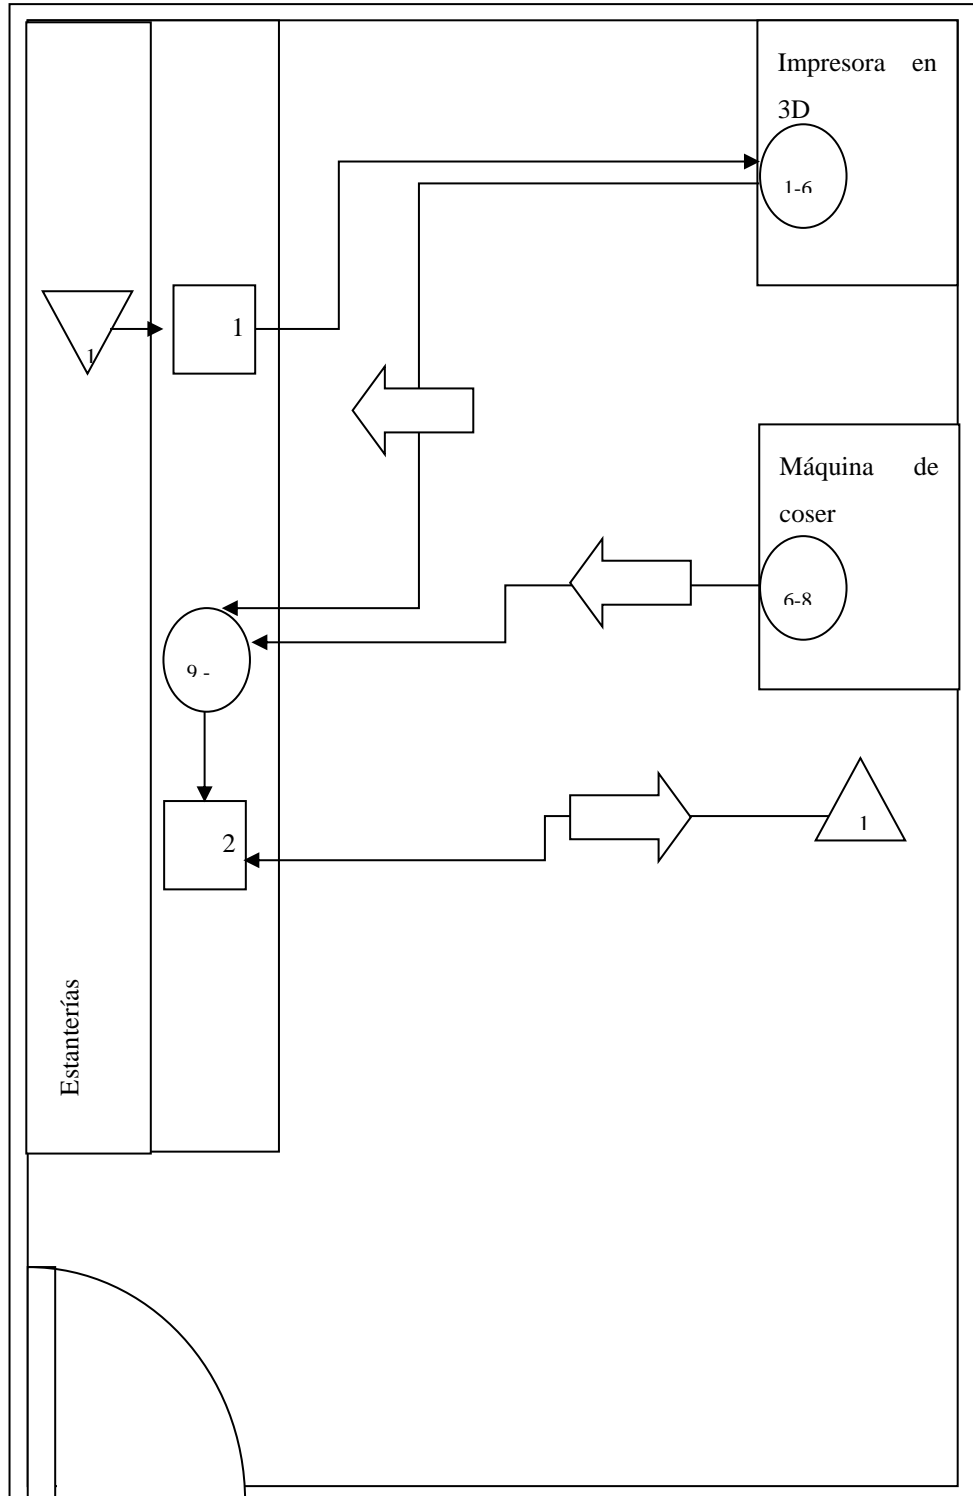 Impresora en
3D
1-6
1
1
Máquina de
coser
6-8
9 -
2
1
Estanterías